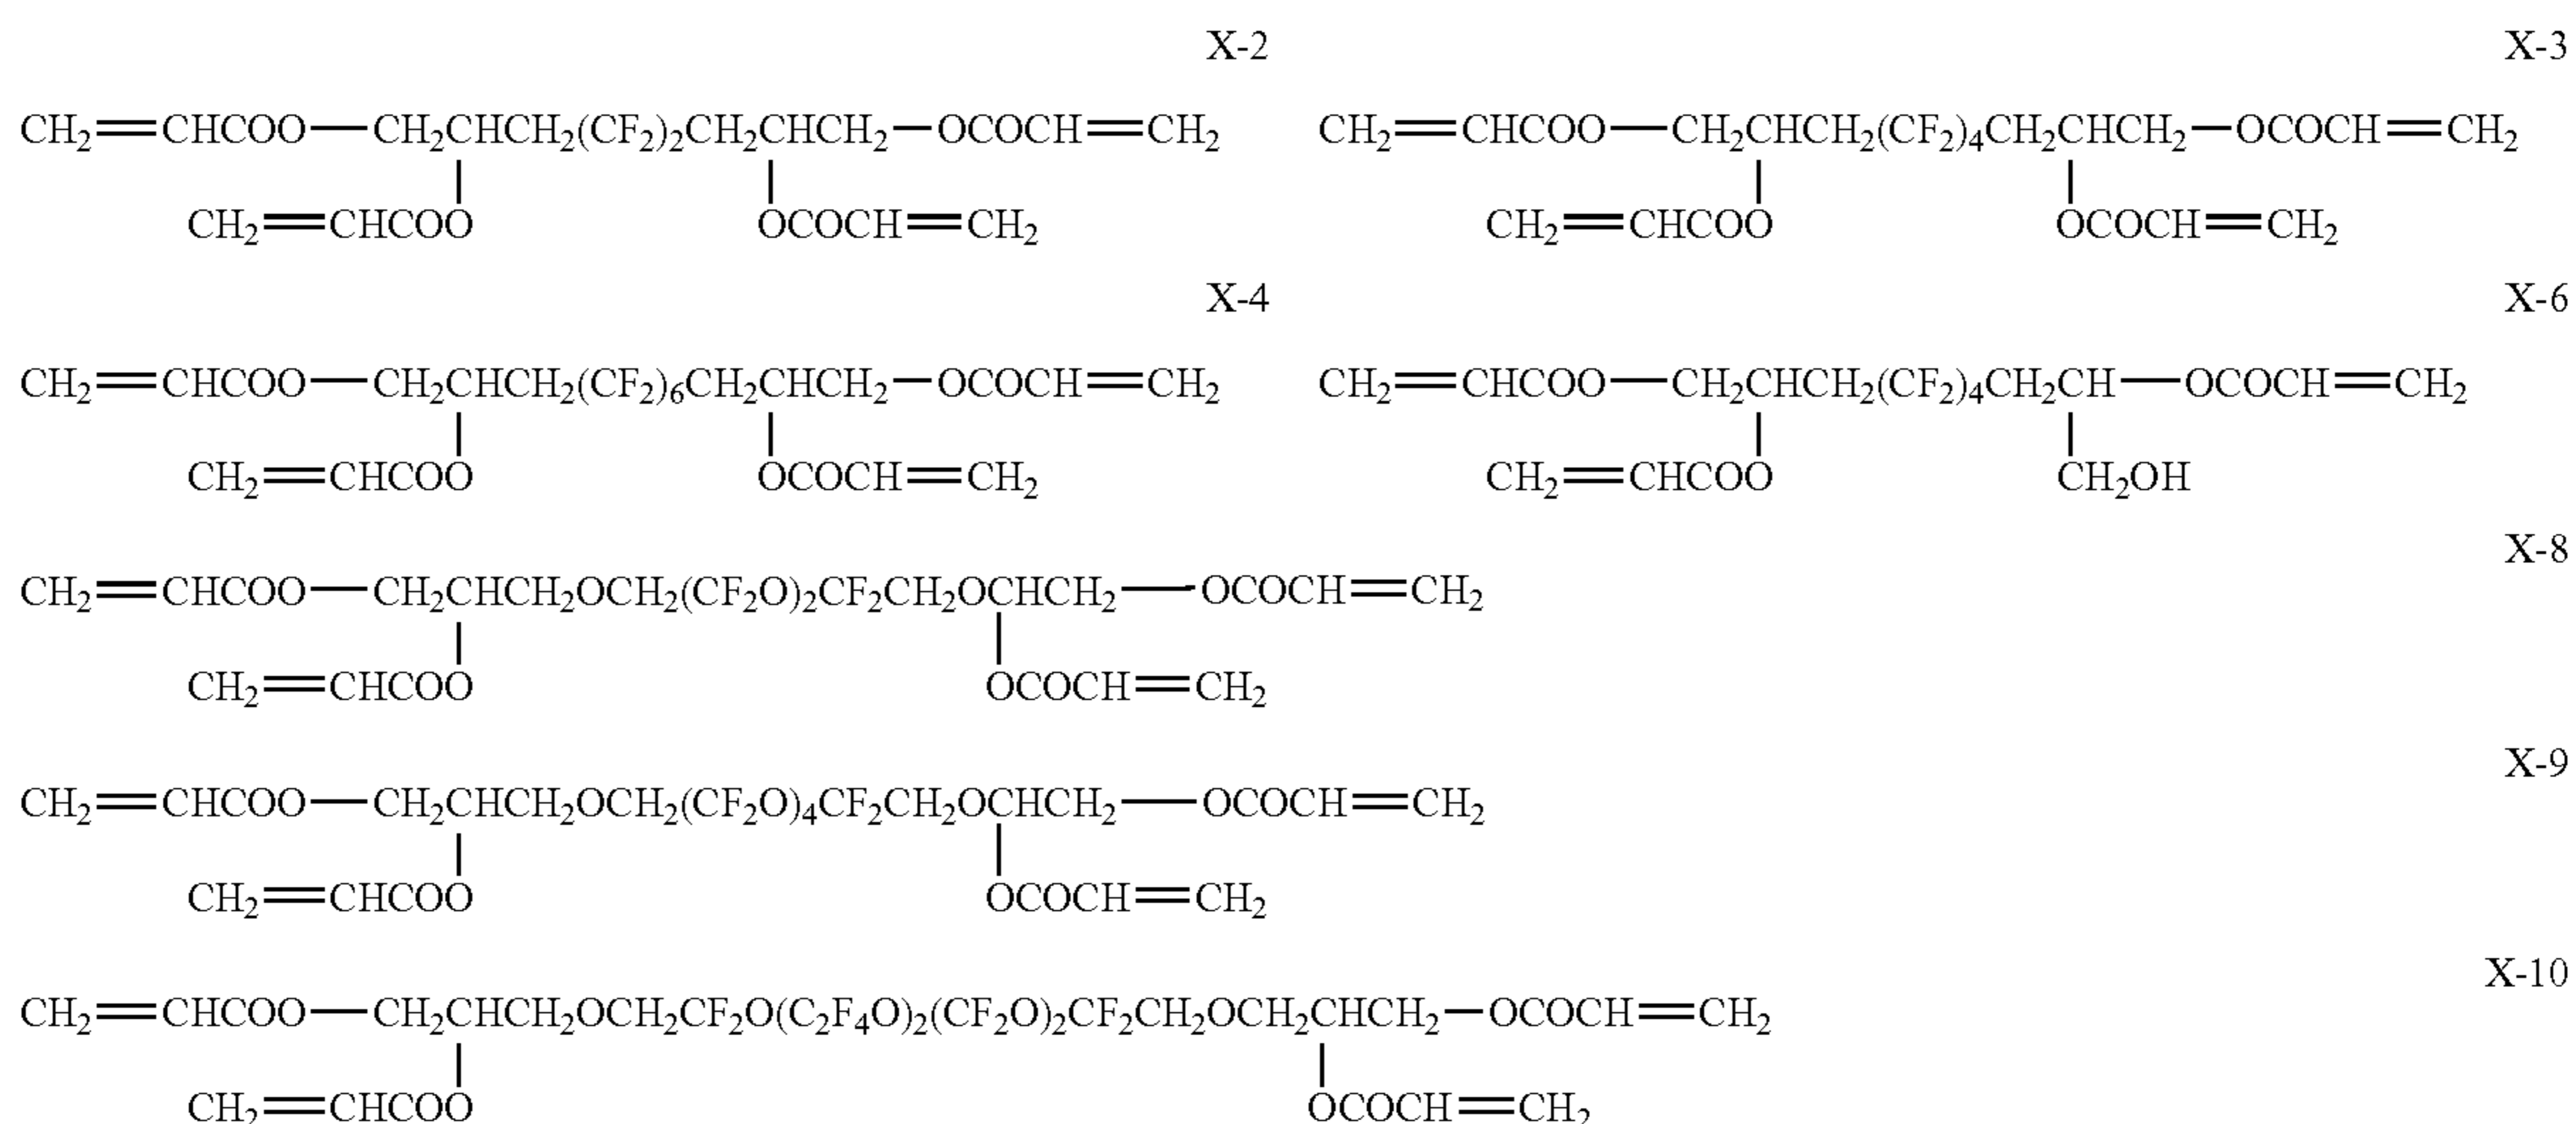 X-2 X-3
CH₂=CHCOO—CH₂CHCH₂(CF₂)₂CH₂CHCH₂—OCOCH=CH₂ CH₂=CHCOO—CH₂CHCH₂(CF₂)₄CH₂CHCH₂—OCOCH=CH₂
CH₂=CHCOO OCOCH=CH₂ CH₂=CHCOO OCOCH=CH₂
X-4 X-6
CH₂=CHCOO—CH₂CHCH₂(CF₂)₆CH₂CHCH₂—OCOCH=CH₂ CH₂=CHCOO—CH₂CHCH₂(CF₂)₄CH₂CH—OCOCH=CH₂
CH₂=CHCOO OCOCH=CH₂ CH₂=CHCOO CH₂OH
X-8
CH₂=CHCOO—CH₂CHCH₂OCH₂(CF₂O)₂CF₂CH₂OCHCH₂—OCOCH=CH₂
CH₂=CHCOO OCOCH=CH₂
X-9
CH₂=CHCOO—CH₂CHCH₂OCH₂(CF₂O)₄CF₂CH₂OCHCH₂—OCOCH=CH₂
CH₂=CHCOO OCOCH=CH₂
X-10
CH₂=CHCOO—CH₂CHCH₂OCH₂CF₂O(C₂F₄O)₂(CF₂O)₂CF₂CH₂OCH₂CHCH₂—OCOCH=CH₂
CH₂=CHCOO OCOCH=CH₂